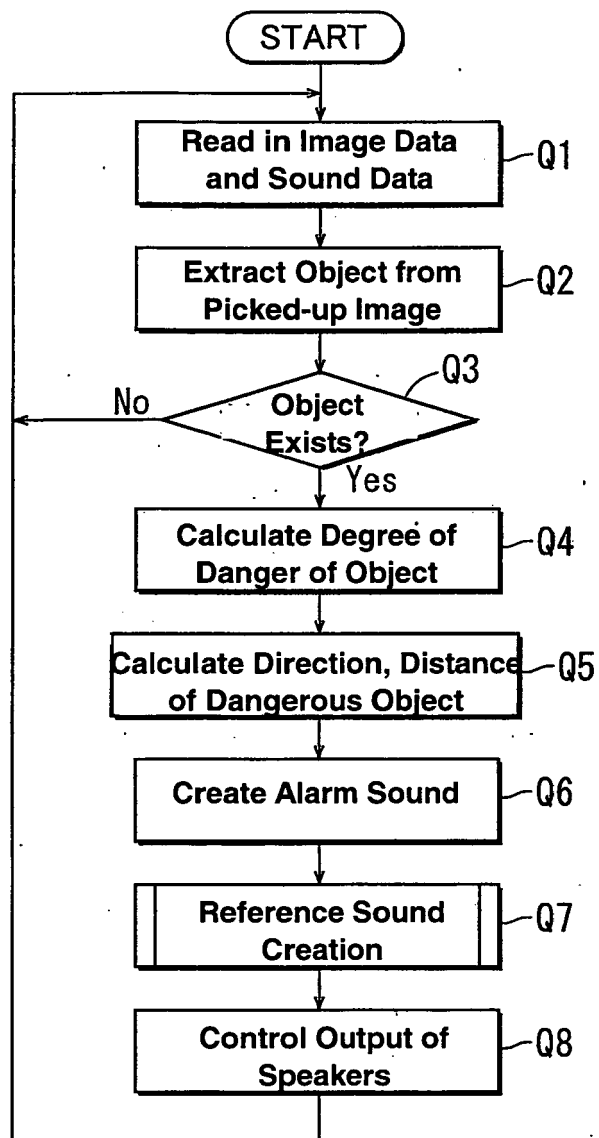 START
Read in Image Data
and Sound Data
Q1
Extract Object from
Picked-up Image
Q2
Q3
No
Object
Exists?
Yes
Calculate Degree of
Danger of Object
Q4
Calculate Direction, Distance
of Dangerous Object
Q5
Create Alarm Sound
Q6
Reference Sound
Creation
Q7
Control Output of
Speakers
Q8